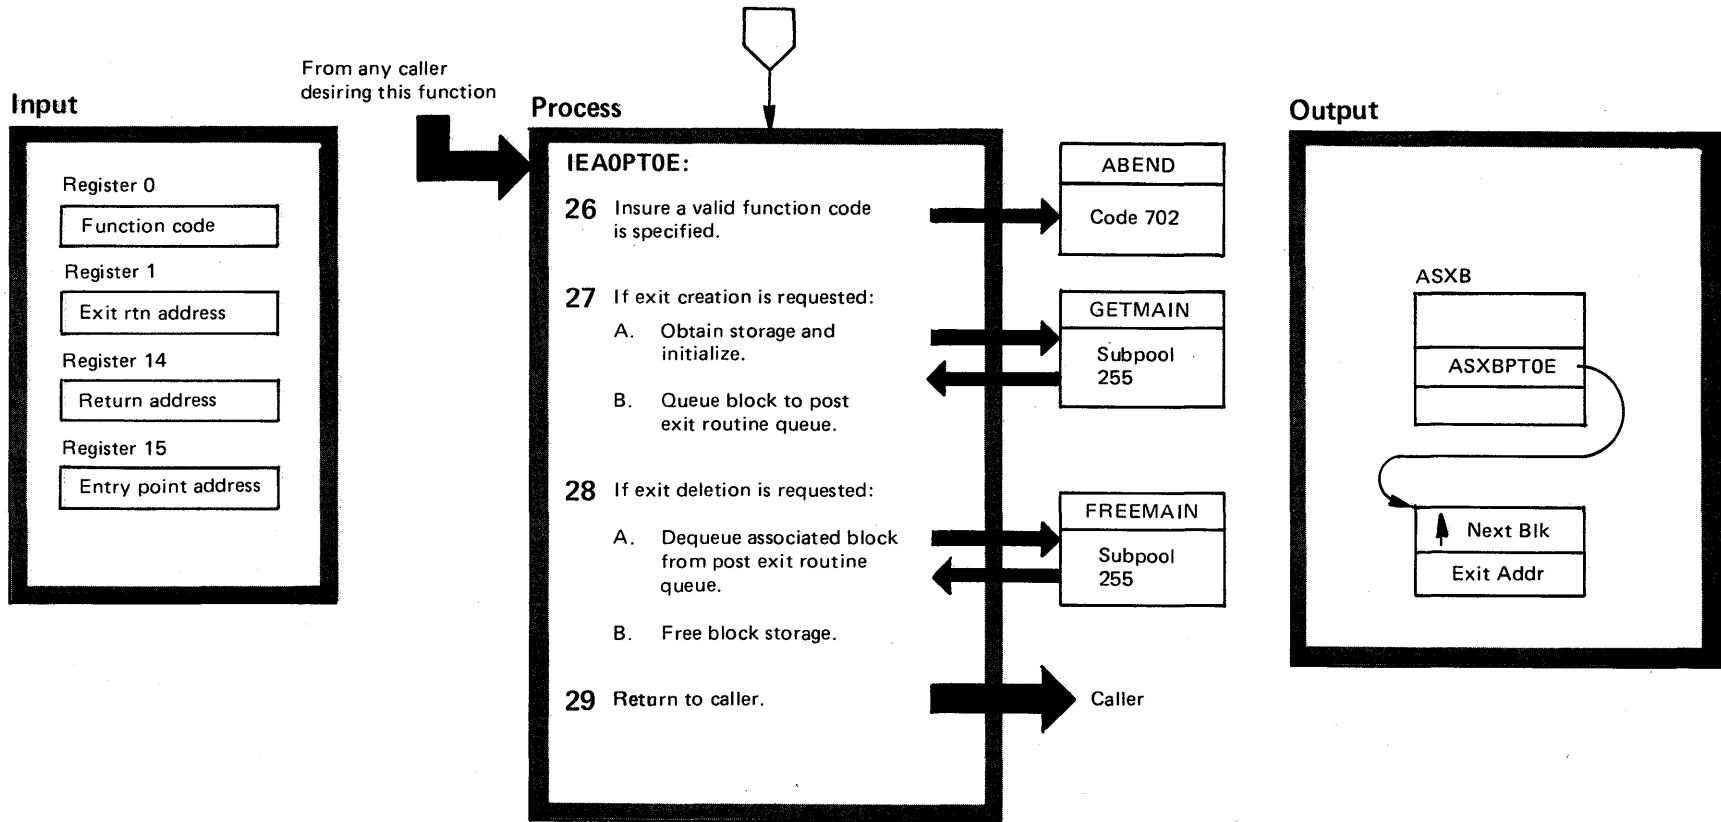 From any caller
desiring this function
Input
Register 0
Function code
Register 1
Exit rtn address
Register 14
Return address
Register 15
Entry point address
Process
IEA0PT0E:
26 Insure a valid function code
is specified.
27 If exit creation is requested:
A. Obtain storage and
initialize.
B. Queue block to post
exit routine queue.
28 If exit deletion is requested:
A. Dequeue associated block
from post exit routine
queue.
B. Free block storage.
29 Return to caller.
ABEND
Code 702
GETMAIN
Subpool
255
FREEMAIN
Subpool
255
Caller
Output
ASXB
ASXBPT0E
Next Blk
Exit Addr